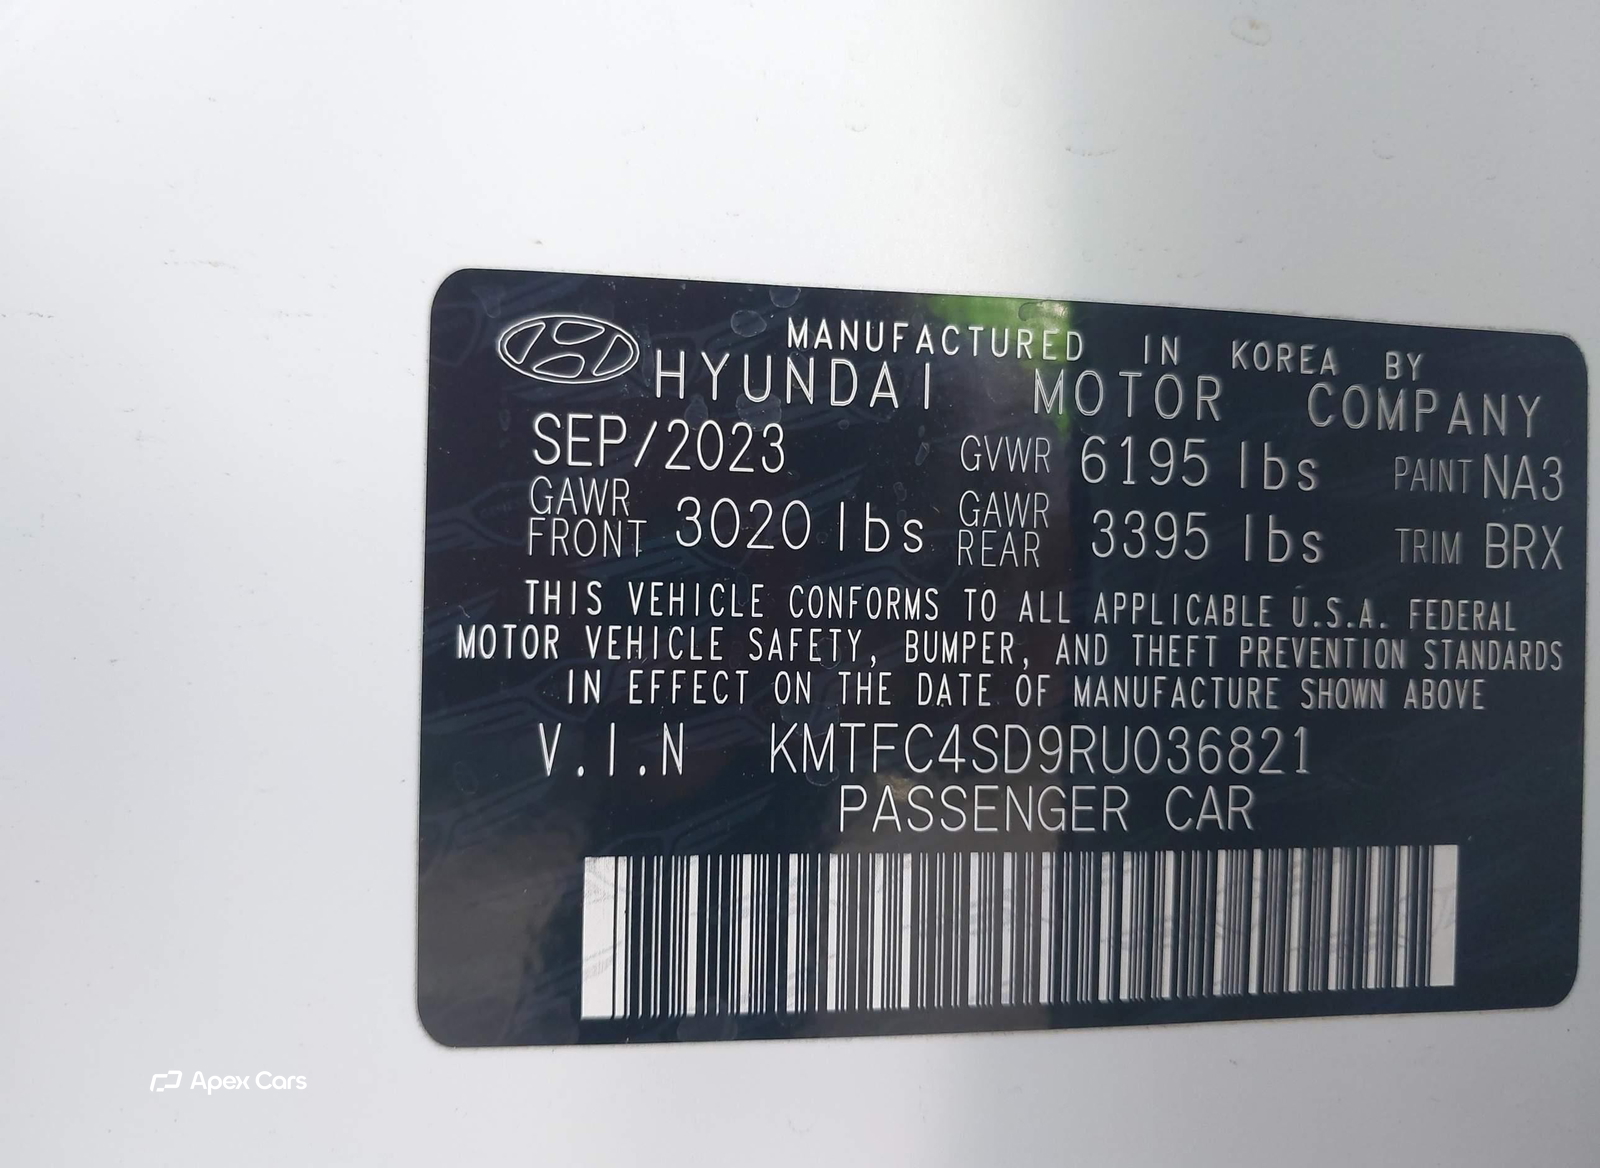 MANUFACTURED IN KOREA BY
HYUNDAI MOTOR COMPANY
SEP/2023 GVWR 6195 lbs PAINT NA3
GAWR FRONT 3020 lbs GAWR REAR 3395 lbs TRIM BRX
THIS VEHICLE CONFORMS TO ALL APPLICABLE U.S.A. FEDERAL
MOTOR VEHICLE SAFETY, BUMPER, AND THEFT PREVENTION STANDARDS
IN EFFECT ON THE DATE OF MANUFACTURE SHOWN ABOVE
V.I.N KMTFC4SD9RU036821
PASSENGER CAR
Apex Cars